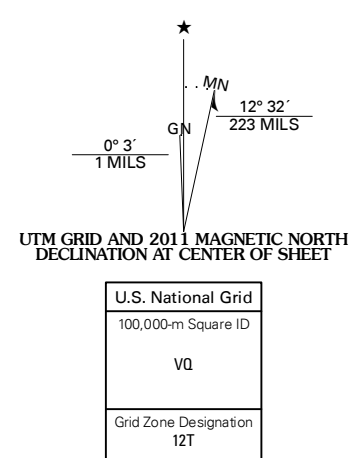 ★
MN
GN
12° 32´
223 MILS
0° 3´
1 MILS
UTM GRID AND 2011 MAGNETIC NORTH
DECLINATION AT CENTER OF SHEET
U.S. National Grid
100,000-m Square ID
VQ
Grid Zone Designation
12T